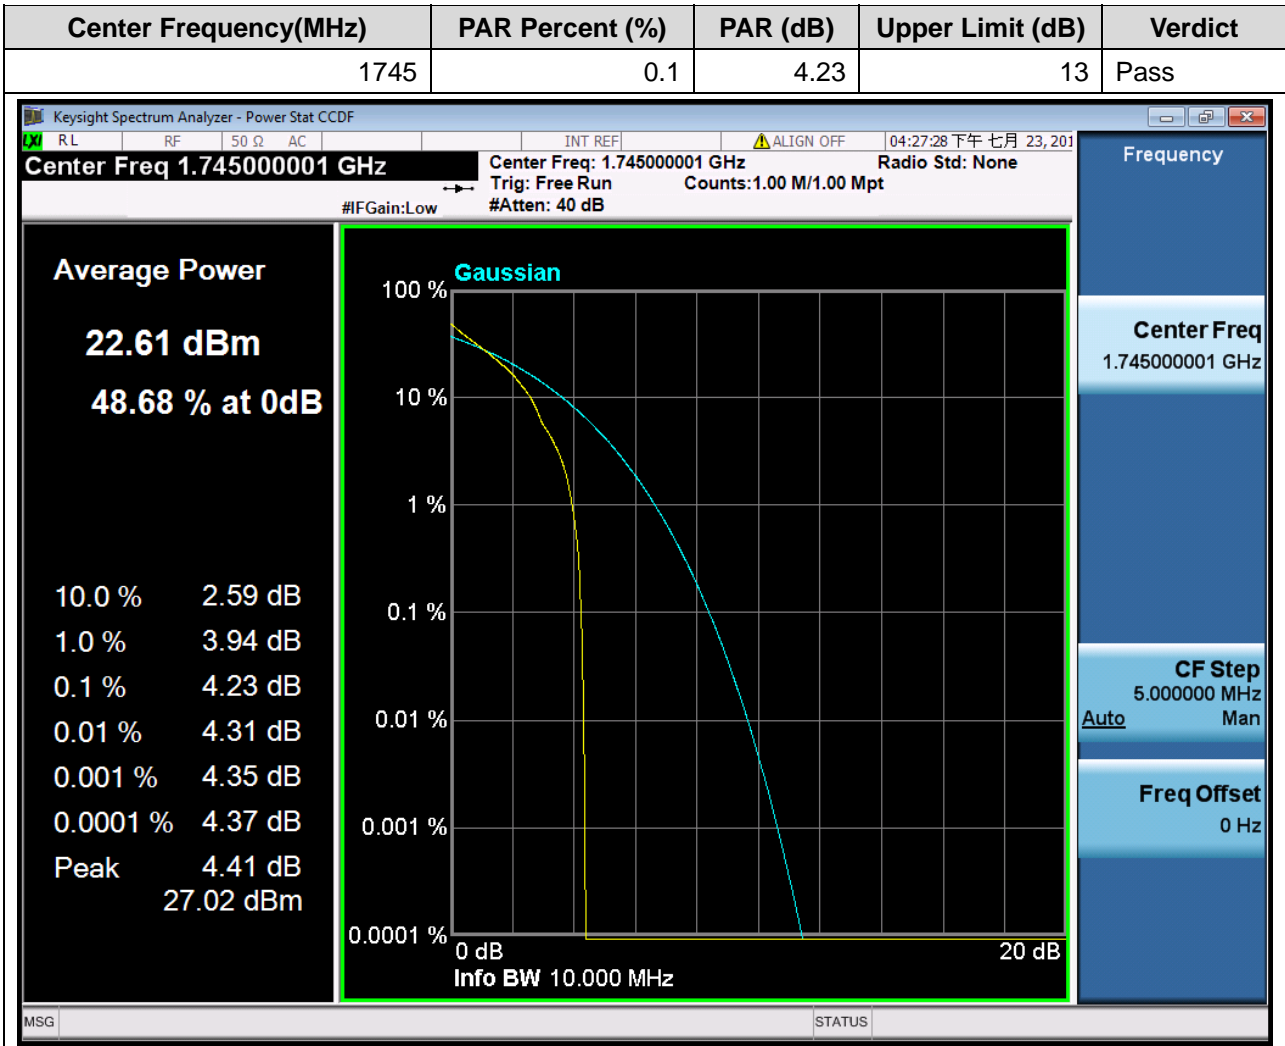 Center Frequency(MHz) PAR Percent (%) PAR (dB) Upper Limit (dB) Verdict
1745 0.1 4.23 13 Pass
Keysight Spectrum Analyzer - Power Stat CCDF
LXI RL RF 50 Ω AC INT REF ALIGN OFF 04:27:28 下午 七月 23, 201
Center Freq 1.745000001 GHz
Center Freq: 1.745000001 GHz Radio Std: None
Trig: Free Run Counts:1.00 M/1.00 Mpt
#IFGain:Low #Atten: 40 dB
Average Power
22.61 dBm
48.68 % at 0dB
10.0 % 2.59 dB
1.0 % 3.94 dB
0.1 % 4.23 dB
0.01 % 4.31 dB
0.001 % 4.35 dB
0.0001 % 4.37 dB
Peak 4.41 dB
27.02 dBm
Gaussian
100 %
10 %
1 %
0.1 %
0.01 %
0.001 %
0.0001 %
0 dB 20 dB
Info BW 10.000 MHz
Frequency
Center Freq
1.745000001 GHz
CF Step
5.000000 MHz
Auto Man
Freq Offset
0 Hz
MSG STATUS